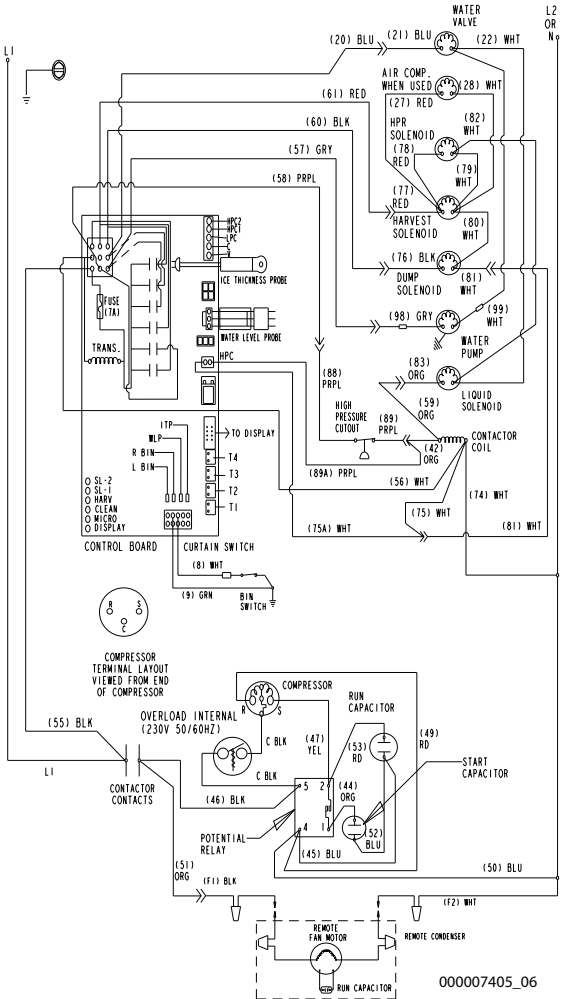 WATER
VALVE
L2
OR
N
L1
(20) BLU
(21) BLU
(22) WHT
AIR COMP.
WHEN USED
(28) WHT
(61) RED
(27) RED
HPR
SOLENOID
(82)
WHT
(60) BLK
(57) GRY
(78)
RED
(79)
WHT
(58) PRPL
(77)
RED
HARVEST
SOLENOID
(80)
WHT
HPC2
HPC1
LPC
C
F
V
ICE THICKNESS PROBE
(76) BLK
(81)
WHT
DUMP
SOLENOID
FUSE
(7A)
(98) GRY
(99)
WHT
WATER
PUMP
WATER LEVEL PROBE
TRANS.
HPC
(83)
ORG
(88)
PRPL
(59)
ORG
LIQUID
SOLENOID
HIGH
PRESSURE
CUTOUT
(89)
PRPL
CONTACTOR
COIL
(42)
ORG
ITP
WLP
R BIN
L BIN
TO DISPLAY
T4
T3
T2
T1
(89A) PRPL
(56) WHT
(74) WHT
SL-2
SL-1
HARV
CLEAN
MICRO
DISPLAY
(75) WHT
(75A) WHT
(81) WHT
CONTROL BOARD
CURTAIN SWITCH
(8) WHT
(9) GRN
BIN
SWITCH
R
S
C
COMPRESSOR
TERMINAL LAYOUT
VIEWED FROM END
OF COMPRESSOR
COMPRESSOR
R
S
OVERLOAD INTERNAL
(230V 50/60HZ)
RUN
CAPACITOR
(55) BLK
C BLK
(47)
YEL
(53)
RD
(49)
RD
START
CAPACITOR
L1
C BLK
CONTACTOR
CONTACTS
(46) BLK
5
2
(44)
ORG
4
1
(52)
BLU
POTENTIAL
RELAY
(45) BLU
(51)
ORG
(50) BLU
(F1) BLK
(F2) WHT
REMOTE
FAN MOTOR
REMOTE CONDENSER
RUN CAPACITOR
000007405_06